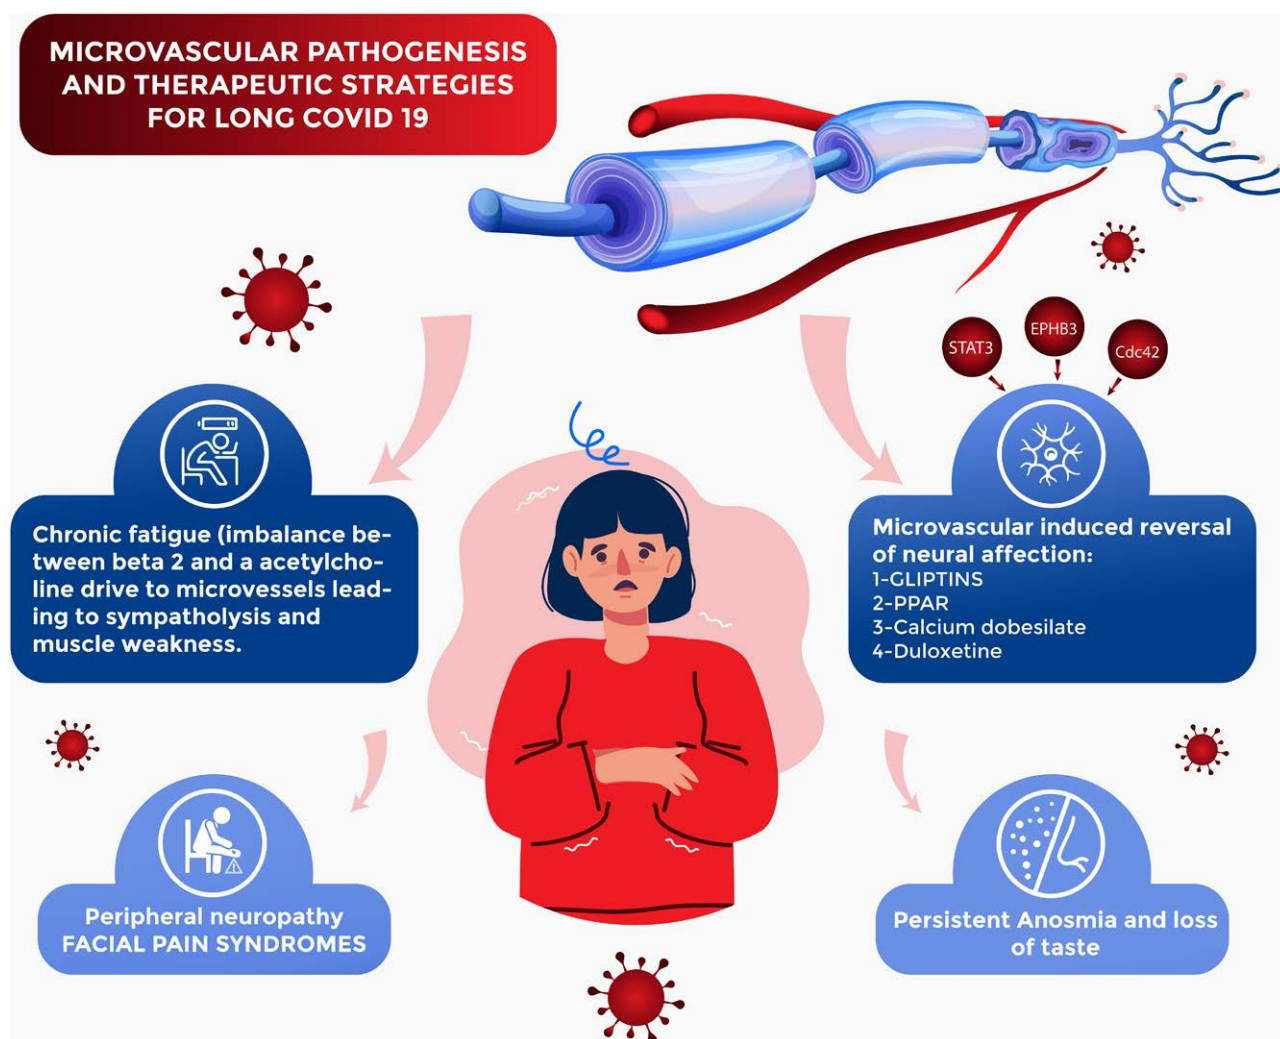 MICROVASCULAR PATHOGENESIS
AND THERAPEUTIC STRATEGIES
FOR LONG COVID 19
STAT3
EPHB3
Cdc42
Chronic fatigue (imbalance be-
tween beta 2 and a acetylcho-
line drive to microvessels lead-
ing to sympatholysis and
muscle weakness.
Microvascular induced reversal
of neural affection:
1-GLIPTINS
2-PPAR
3-Calcium dobesilate
4-Duloxetine
Peripheral neuropathy
FACIAL PAIN SYNDROMES
Persistent Anosmia and loss
of taste